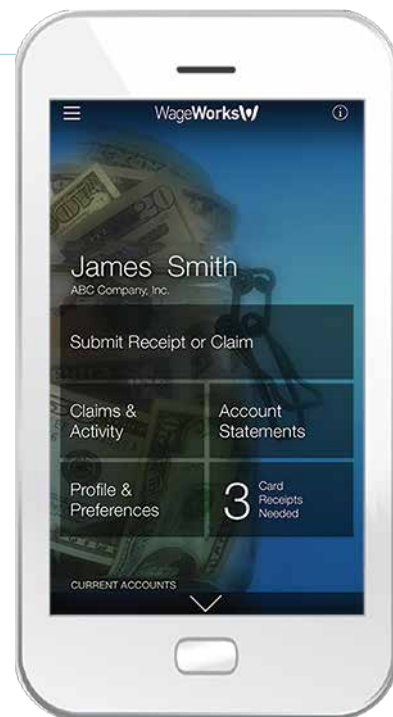 WageWorks
James Smith
ABC Company, Inc.
Submit Receipt or Claim
Claims &
Activity
Account
Statements
Profile &
Preferences
3 Card
Receipts
Needed
CURRENT ACCOUNTS